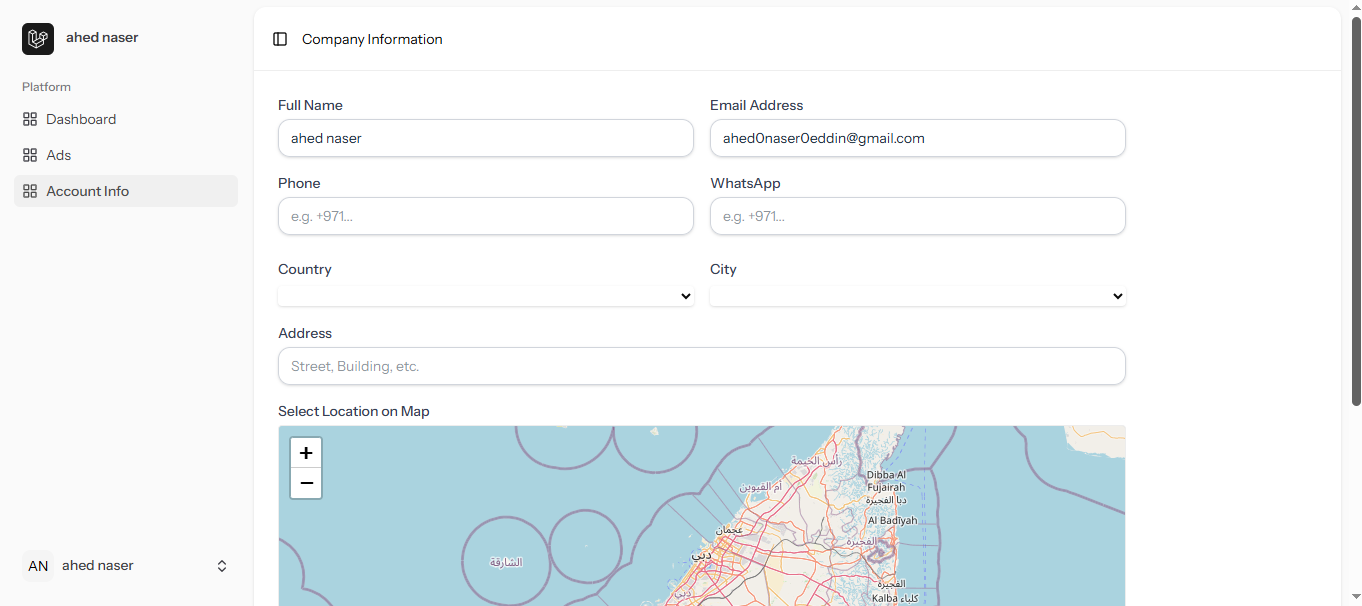 ahed naser
Platform
Dashboard
Ads
Account Info
AN ahed naser
Company Information
Full Name
ahed naser
Email Address
ahed0naser0eddin@gmail.com
Phone
e.g. +971...
WhatsApp
e.g. +971...
Country
City
Address
Street, Building, etc.
Select Location on Map
+
−
رأس الخيمة
Dibba Al
Fujairah
دبا الفجيرة
أم القيوين
Al Badiyah
عجمان
الفجيرة
دبي
الشارقة
الفجيرة
دبي
Kalba كلباء